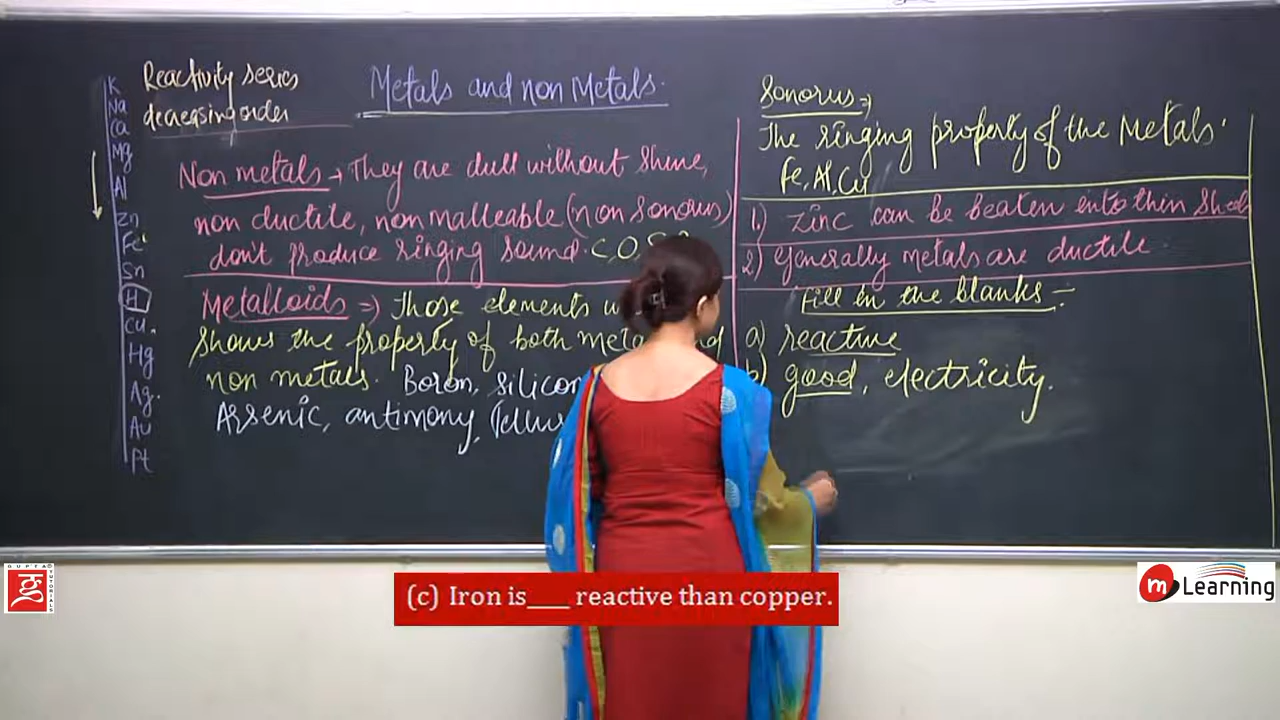 K
Na
Ca
Mg
Al
Zn
Fe
Sn
H
Cu.
Hg
Ag.
Au
Pt
Reactivity series
decreasing order
Metals and non Metals.
Non metals → They are dull without shine,
non ductile, non malleable (non sonorus)
don't produce ringing sound. C, O,
Metalloids ⇒ Those elements
shows the property of both
non metals. Boron, Silicon
Arsenic, antimony,
Sonorus ⇒
The ringing property of the Metals.
Fe, Al, Cu
1) Zinc can be beaten into thin
2) Generally metals are ductile
Fill in the blanks :-
a) reactive
b) good, electricity.
(c) Iron is___ reactive than copper.
GUPTA TUTORIALS
m Learning